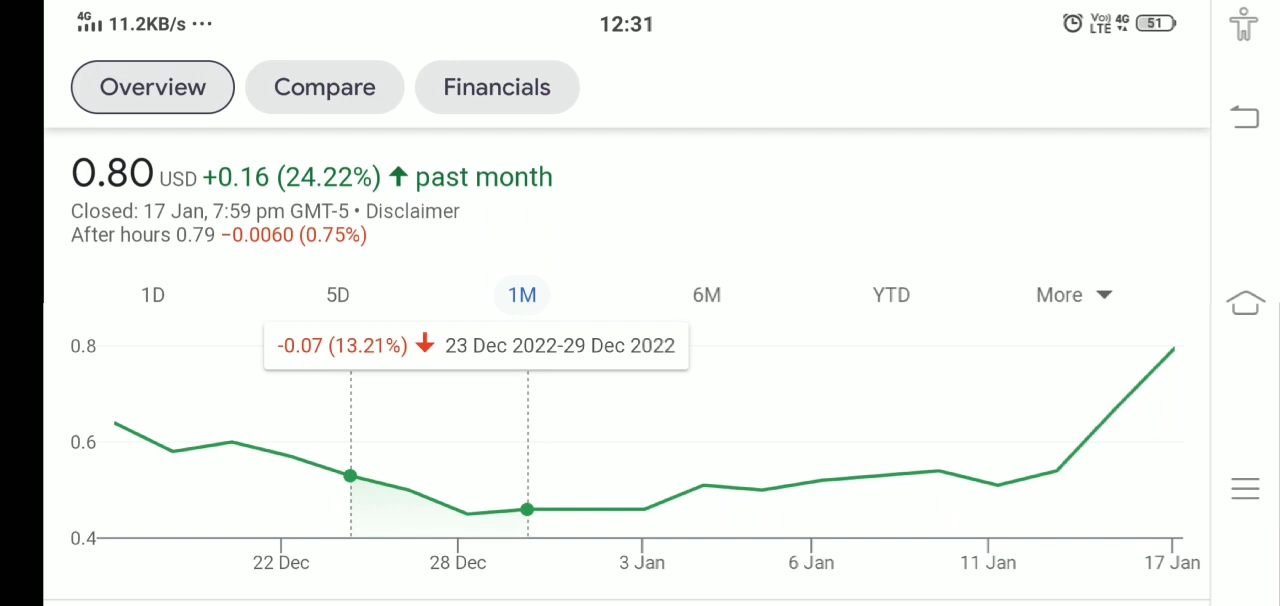 4G 11.2KB/s ··· 12:31 Vo)) LTE 4G 51
Overview Compare Financials
0.80 USD +0.16 (24.22%) ↑ past month
Closed: 17 Jan, 7:59 pm GMT-5 • Disclaimer
After hours 0.79 −0.0060 (0.75%)
1D 5D 1M 6M YTD More
-0.07 (13.21%) ↓ 23 Dec 2022-29 Dec 2022
0.8
0.6
0.4
22 Dec 28 Dec 3 Jan 6 Jan 11 Jan 17 Jan